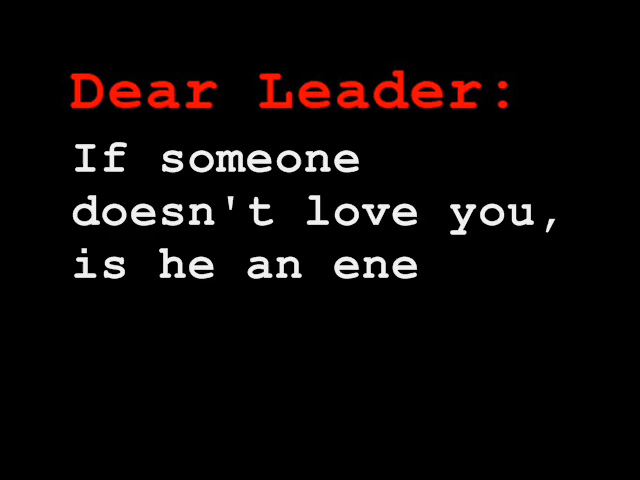 Dear Leader:
If someone
doesn't love you,
is he an ene